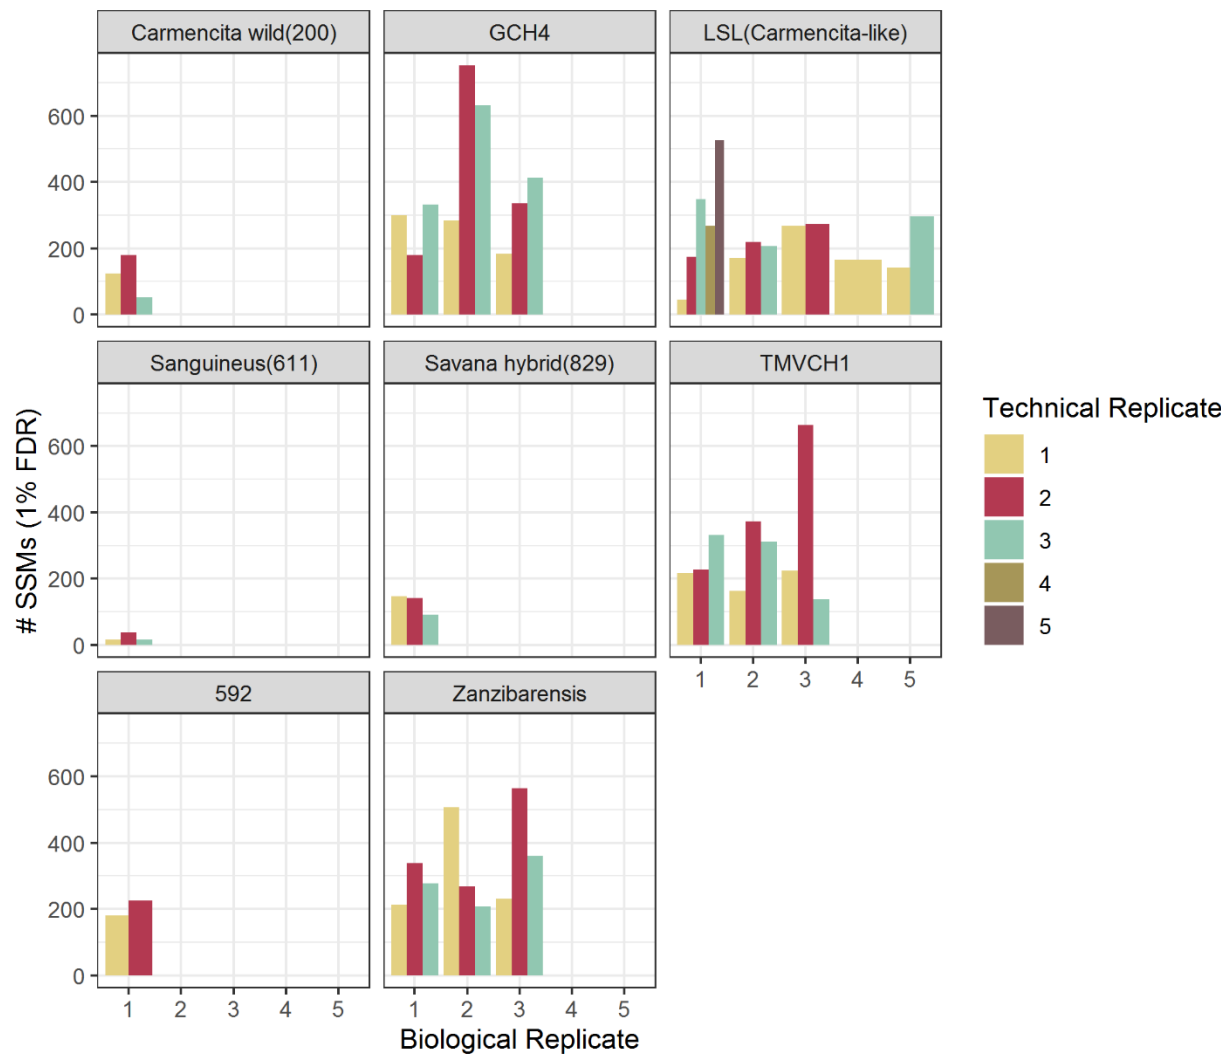 Carmencita wild(200)
GCH4
LSL(Carmencita-like)
600
400
200
0
Sanguineus(611)
Savana hybrid(829)
TMVCH1
600
400
200
0
1 2 3 4 5
592
Zanzibarensis
600
400
200
0
1 2 3 4 5
1 2 3 4 5
Biological Replicate
# SSMs (1% FDR)
Technical Replicate
1
2
3
4
5